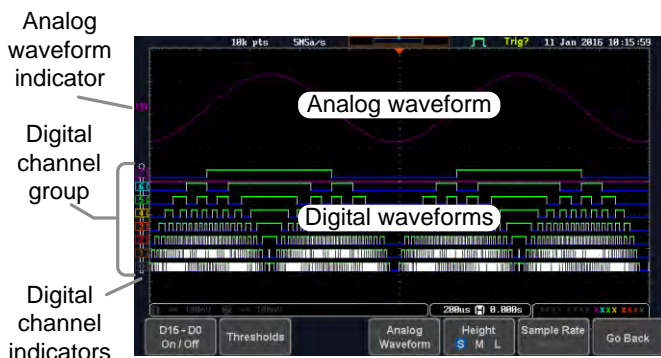 Analog
waveform
indicator
Digital
channel
group
Digital
channel
indicators
10k pts 5MSa/s Trig? 11 Jan 2016 10:15:59
Analog waveform
Digital waveforms
200us H 0.000s
D15 - D0
On / Off
Thresholds
Analog
Waveform
Height
S M L
Sample Rate
Go Back